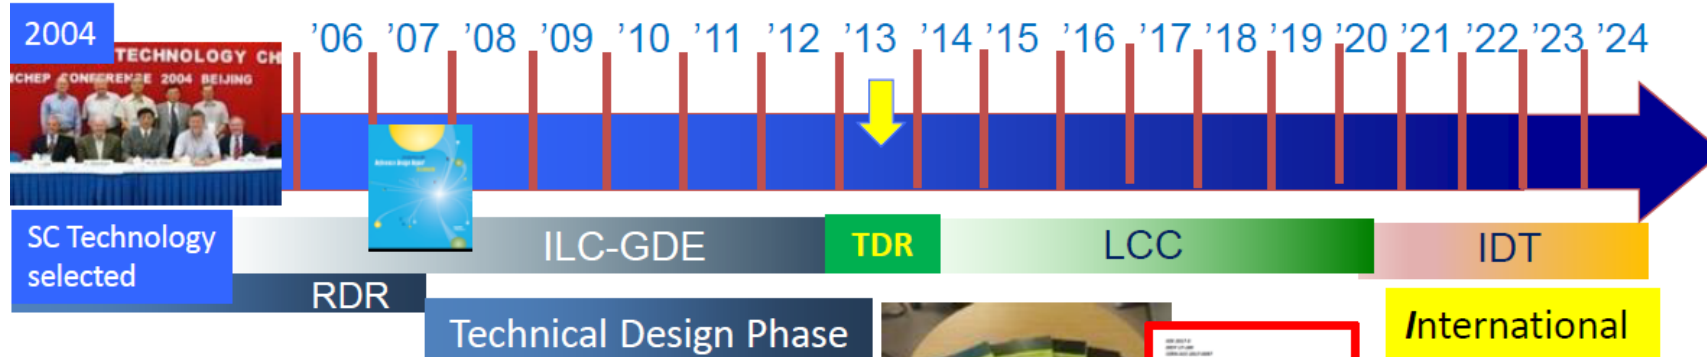 2004
'06 '07 '08 '09 '10 '11 '12 '13 '14 '15 '16 '17 '18 '19 '20 '21 '22 '23 '24
TECHNOLOGY CH
ICHEP CONFERENCE 2004 BEIJING
SC Technology
selected
ILC-GDE
TDR
LCC
IDT
RDR
Technical Design Phase
International